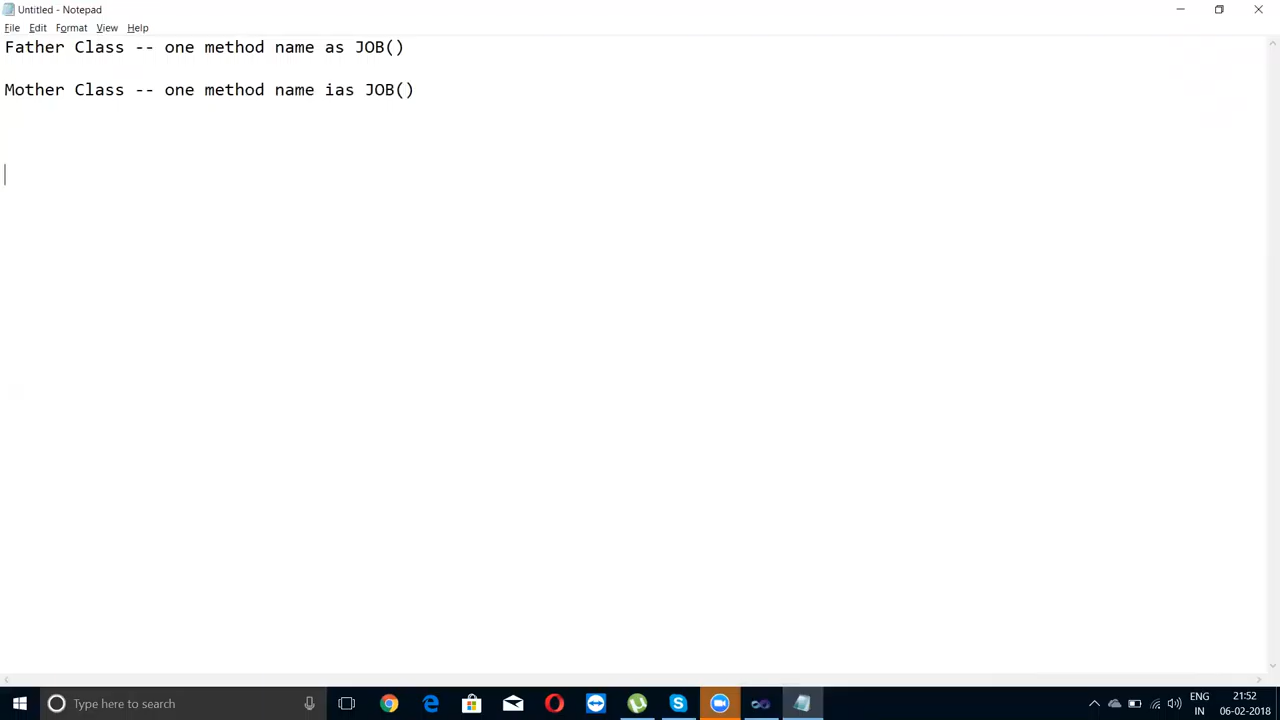 Untitled - Notepad
File Edit Format View Help
Father Class -- one method name as JOB()
Mother Class -- one method name ias JOB()
Type here to search
ENG
IN
21:52
06-02-2018